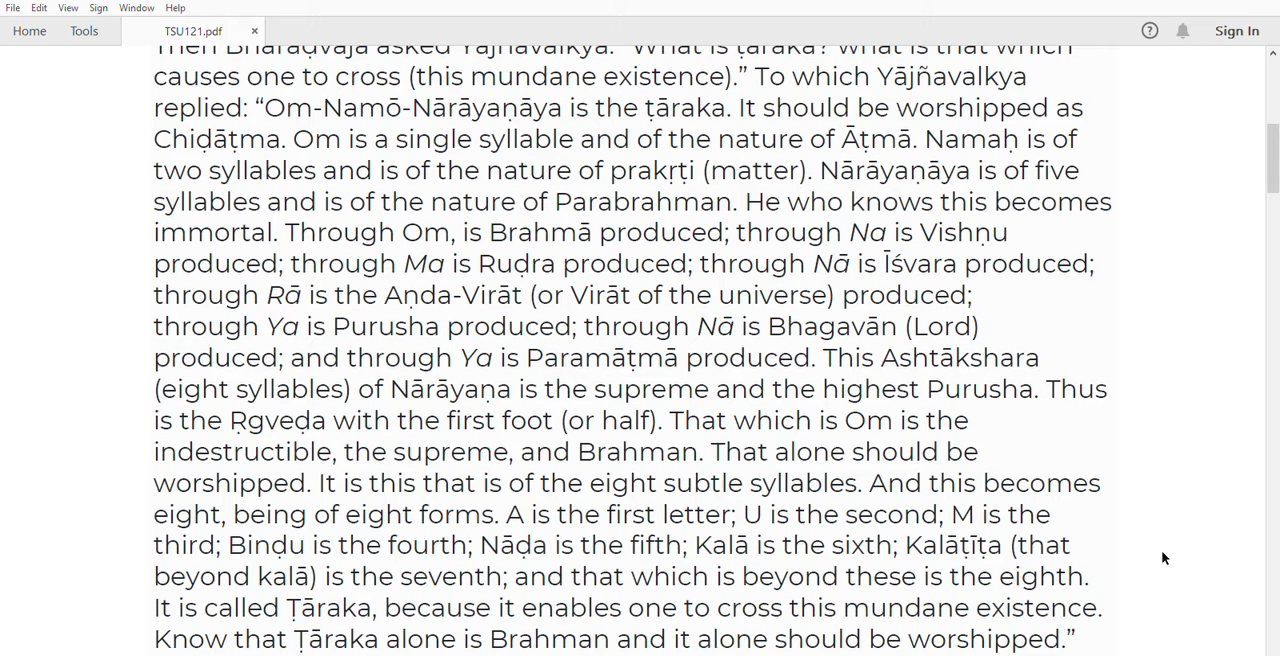 File Edit View Sign Window Help
Home Tools TSU121.pdf × ? Sign In
Then Bharaḍvāja asked Yājñavalkya: “What is ṭāraka? what is that which
causes one to cross (this mundane existence).” To which Yājñavalkya
replied: “Om-Namō-Nārāyaṇāya is the ṭāraka. It should be worshipped as
Chiḍāṭma. Om is a single syllable and of the nature of Āṭmā. Namaḥ is of
two syllables and is of the nature of prakṛṭi (matter). Nārāyaṇāya is of five
syllables and is of the nature of Parabrahman. He who knows this becomes
immortal. Through Om, is Brahmā produced; through Na is Vishṇu
produced; through Ma is Ruḍra produced; through Nā is Īśvara produced;
through Rā is the Aṇda-Virāt (or Virāt of the universe) produced;
through Ya is Purusha produced; through Nā is Bhagavān (Lord)
produced; and through Ya is Paramāṭmā produced. This Ashtākshara
(eight syllables) of Nārāyaṇa is the supreme and the highest Purusha. Thus
is the Ṛgveḍa with the first foot (or half). That which is Om is the
indestructible, the supreme, and Brahman. That alone should be
worshipped. It is this that is of the eight subtle syllables. And this becomes
eight, being of eight forms. A is the first letter; U is the second; M is the
third; Binḍu is the fourth; Nāḍa is the fifth; Kalā is the sixth; Kalāṭīṭa (that
beyond kalā) is the seventh; and that which is beyond these is the eighth.
It is called Ṭāraka, because it enables one to cross this mundane existence.
Know that Ṭāraka alone is Brahman and it alone should be worshipped.”